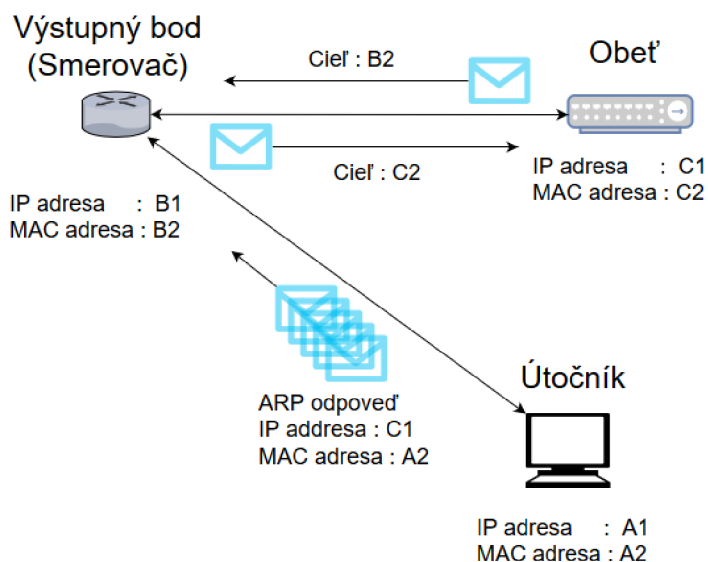 Výstupný bod
(Smerovač)
Cieľ : B2
Obeť
Cieľ : C2
IP adresa : C1
MAC adresa : C2
IP adresa : B1
MAC adresa : B2
ARP odpoveď
IP addresa : C1
MAC adresa : A2
Útočník
IP adresa : A1
MAC adresa : A2